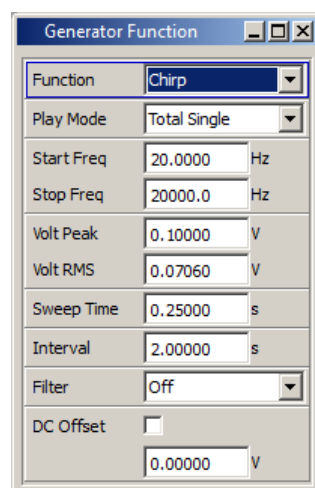 Generator Function
Function Chirp
Play Mode Total Single
Start Freq 20.0000 Hz
Stop Freq 20000.0 Hz
Volt Peak 0.10000 V
Volt RMS 0.07060 V
Sweep Time 0.25000 s
Interval 2.00000 s
Filter Off
DC Offset
0.00000 V